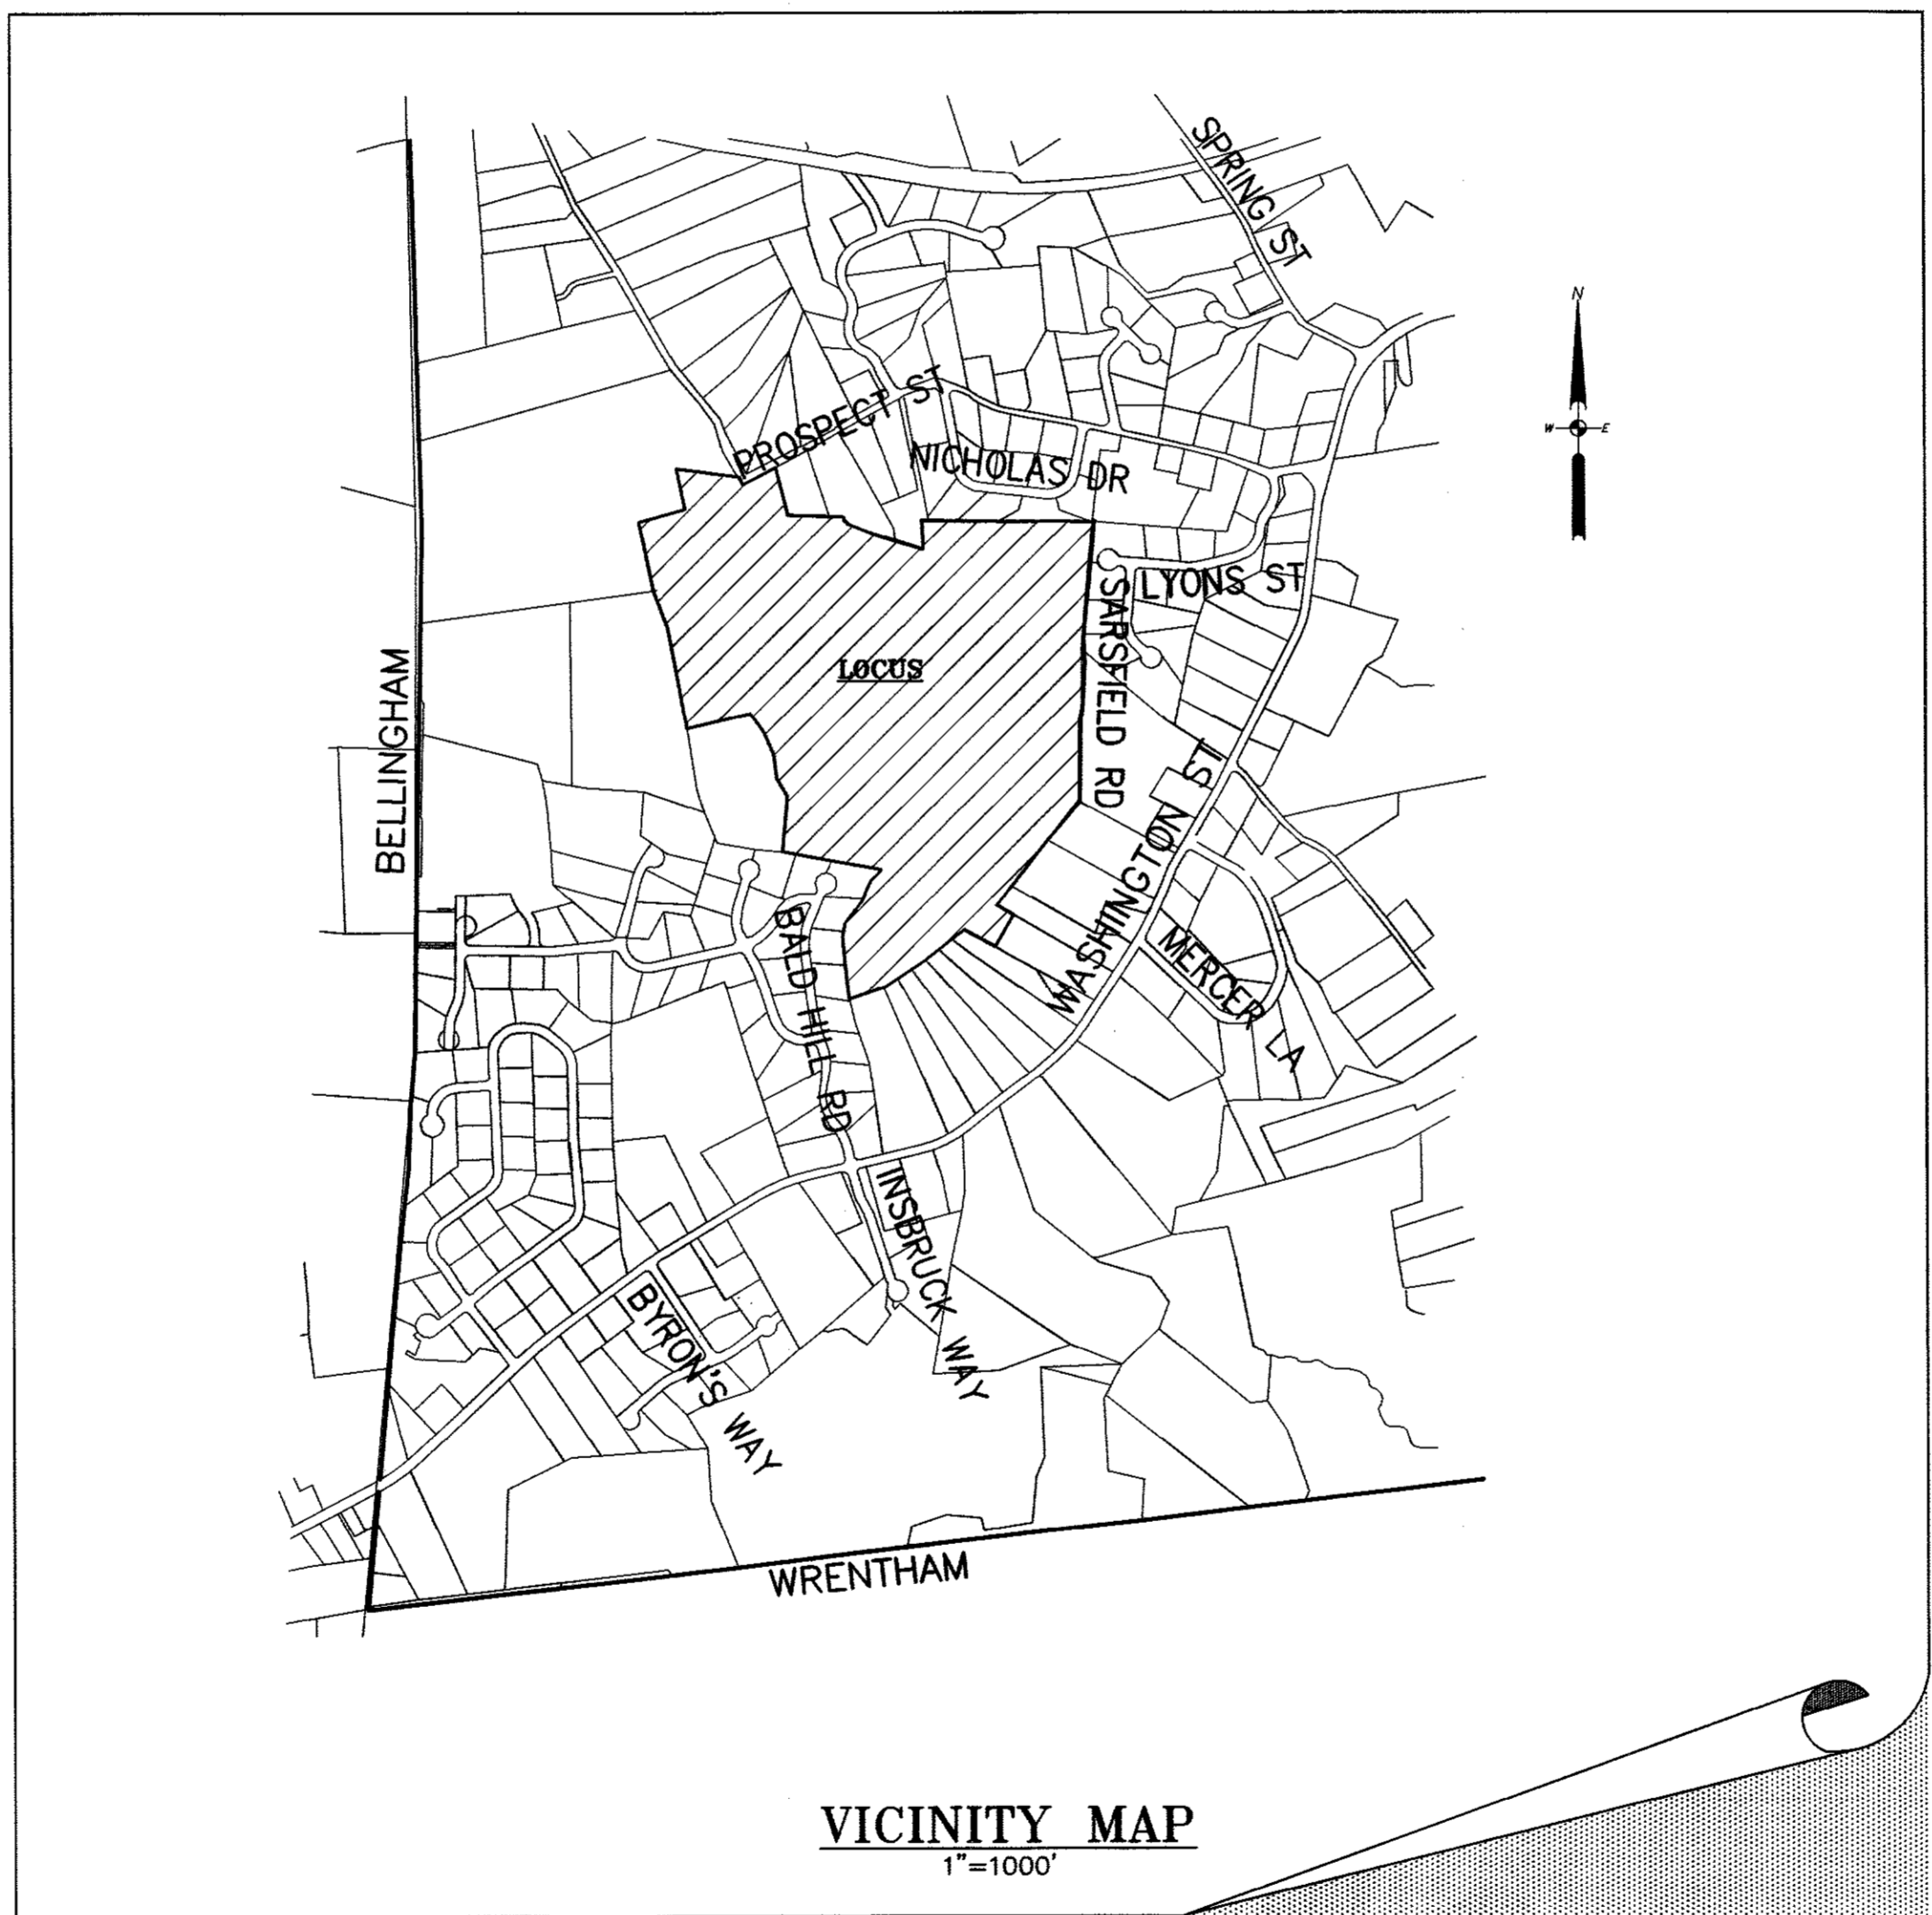 SPRING ST
N
W E
PROSPECT ST
NICHOLAS DR
LYONS ST
SARSFIELD RD
LOCUS
BELLINGHAM
WASHINGTON ST
MERCER LA
BALD HILL RD
INSBRUCK WAY
BYRON'S WAY
WRENTHAM
VICINITY MAP
1"=1000'